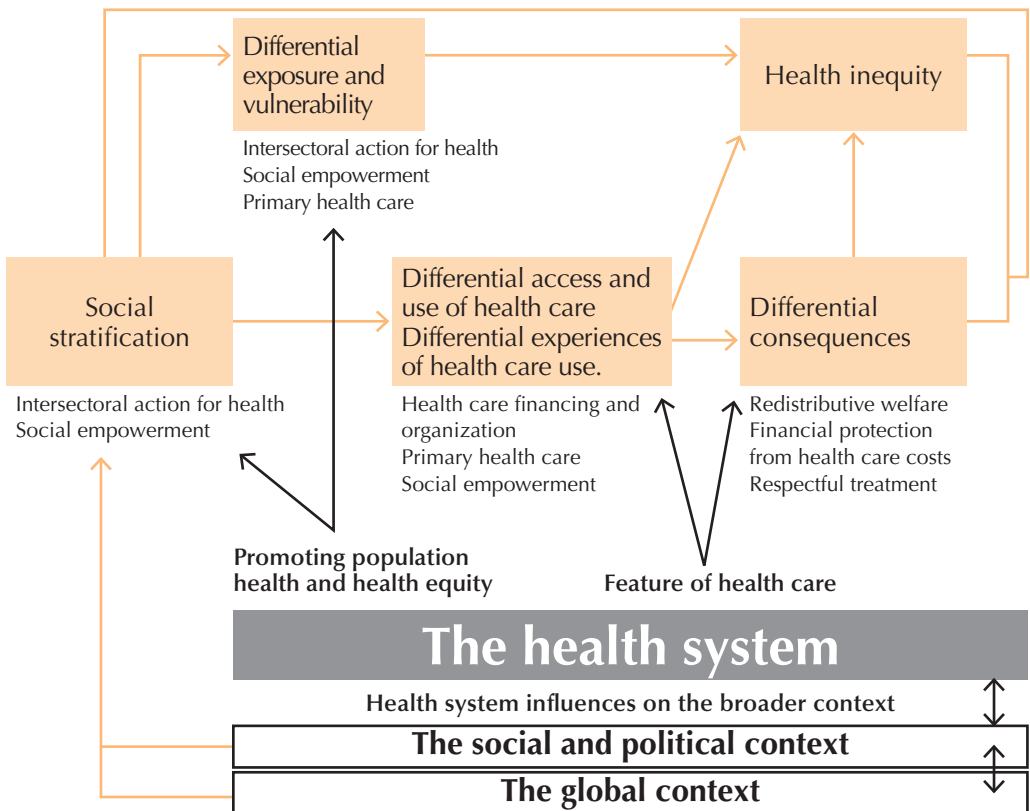 Differential
exposure and
vulnerability
Health inequity
Intersectoral action for health
Social empowerment
Primary health care
Social
stratification
Differential access and
use of health care
Differential experiences
of health care use.
Differential
consequences
Intersectoral action for health
Social empowerment
Health care financing and
organization
Primary health care
Social empowerment
Redistributive welfare
Financial protection
from health care costs
Respectful treatment
Promoting population
health and health equity
Feature of health care
The health system
Health system influences on the broader context
The social and political context
The global context